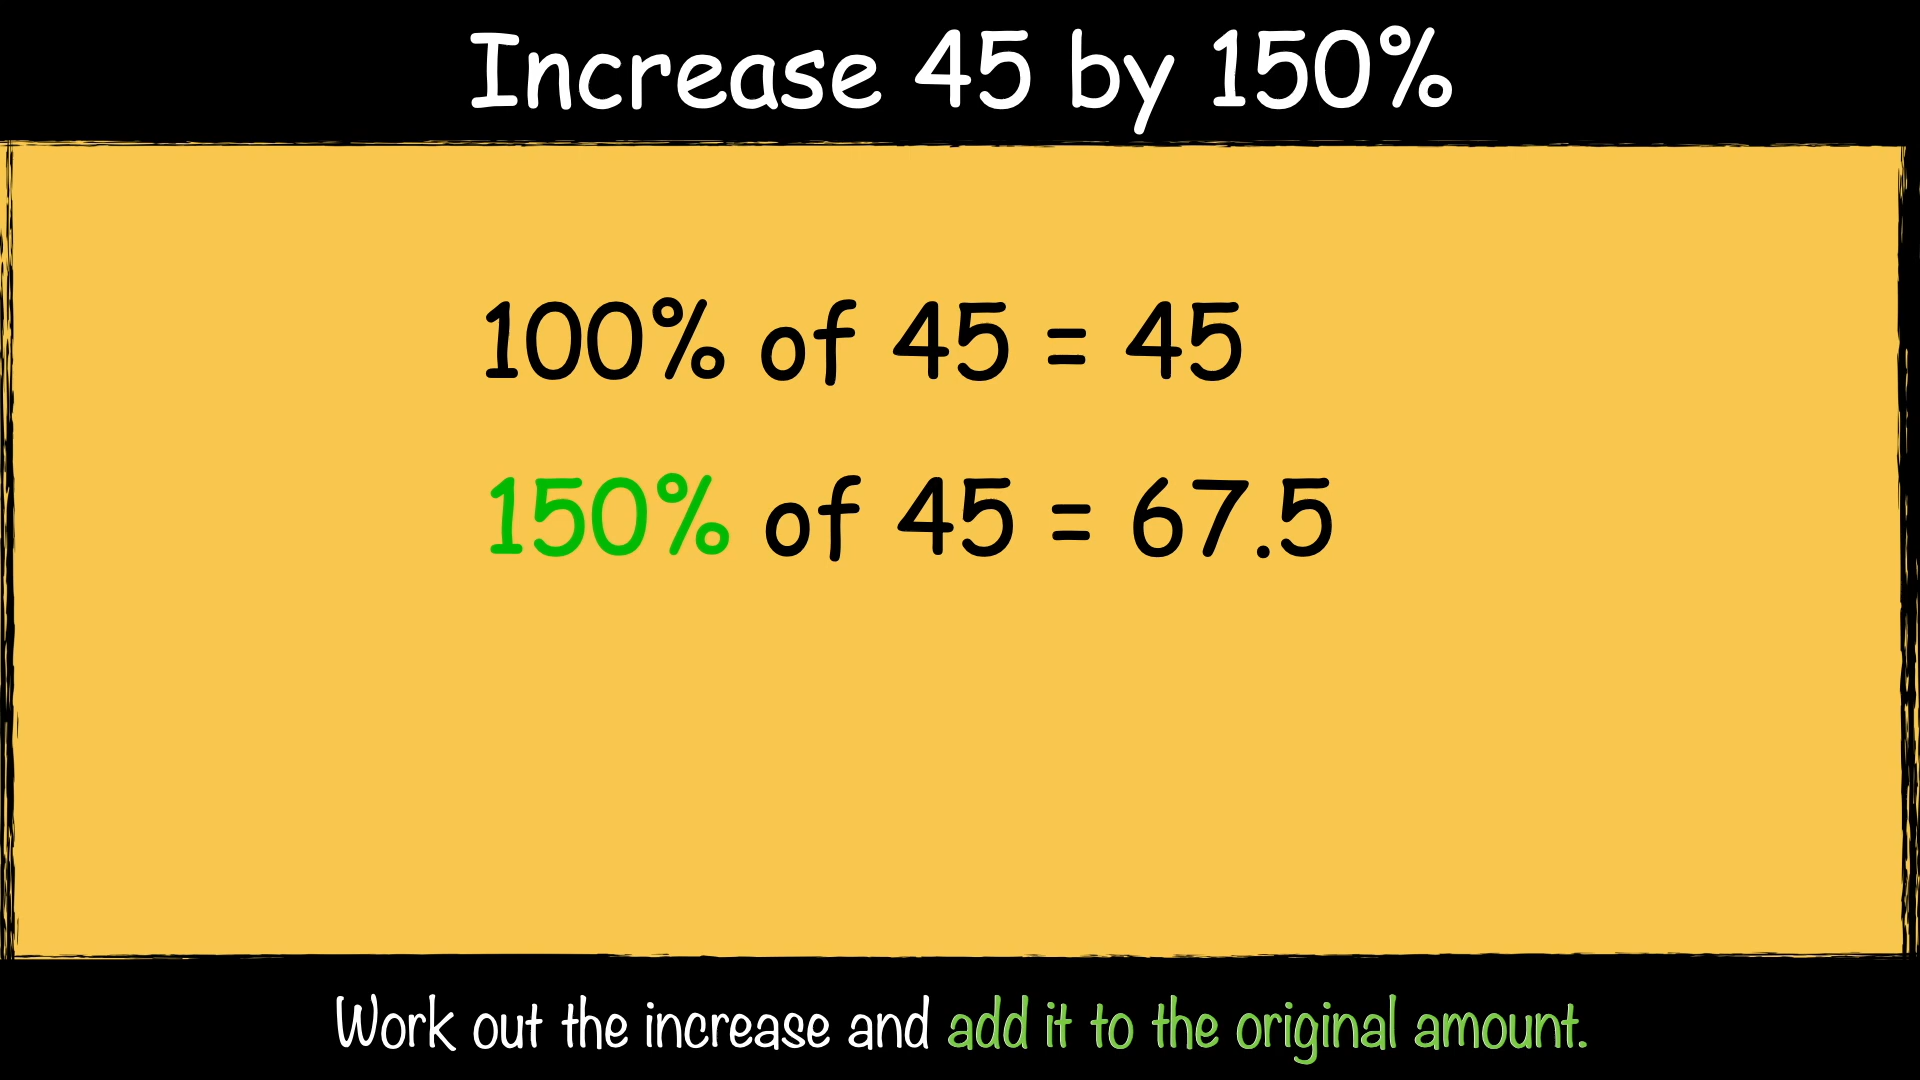 Increase 45 by 150%
100% of 45 = 45
150% of 45 = 67.5
Work out the increase and add it to the original amount.